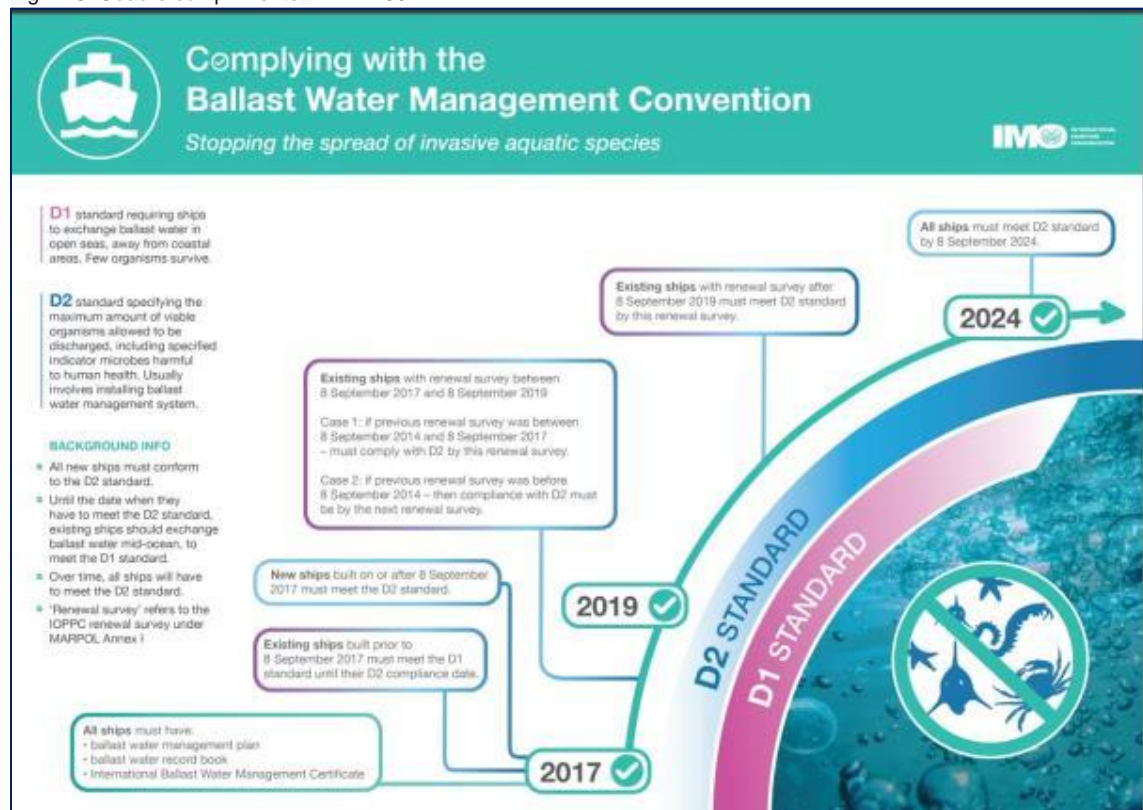 Complying with the
Ballast Water Management Convention
Stopping the spread of invasive aquatic species
IMO
INTERNATIONAL
MARITIME
ORGANIZATION
D1 standard requiring ships
to exchange ballast water in
open seas, away from coastal
areas. Few organisms survive.
D2 standard specifying the
maximum amount of viable
organisms allowed to be
discharged, including specified
indicator microbes harmful
to human health. Usually
involves installing ballast
water management system.
BACKGROUND INFO
All new ships must conform
to the D2 standard.
Until the date when they
have to meet the D2 standard,
existing ships should exchange
ballast water mid-ocean, to
meet the D1 standard.
Over time, all ships will have
to meet the D2 standard.
'Renewal survey' refers to the
IOPPC renewal survey under
MARPOL Annex I
All ships must meet D2 standard
by 8 September 2024.
2024
Existing ships with renewal survey after
8 September 2019 must meet D2 standard
by this renewal survey.
Existing ships with renewal survey between
8 September 2017 and 8 September 2019
Case 1: if previous renewal survey was between
8 September 2014 and 8 September 2017
– must comply with D2 by this renewal survey.
Case 2: if previous renewal survey was before
8 September 2014 – then compliance with D2 must
be by the next renewal survey.
2019
New ships built on or after 8 September
2017 must meet the D2 standard.
Existing ships built prior to
8 September 2017 must meet the D1
standard until their D2 compliance date.
All ships must have:
• ballast water management plan
• ballast water record book
• International Ballast Water Management Certificate
2017
D2 STANDARD
D1 STANDARD